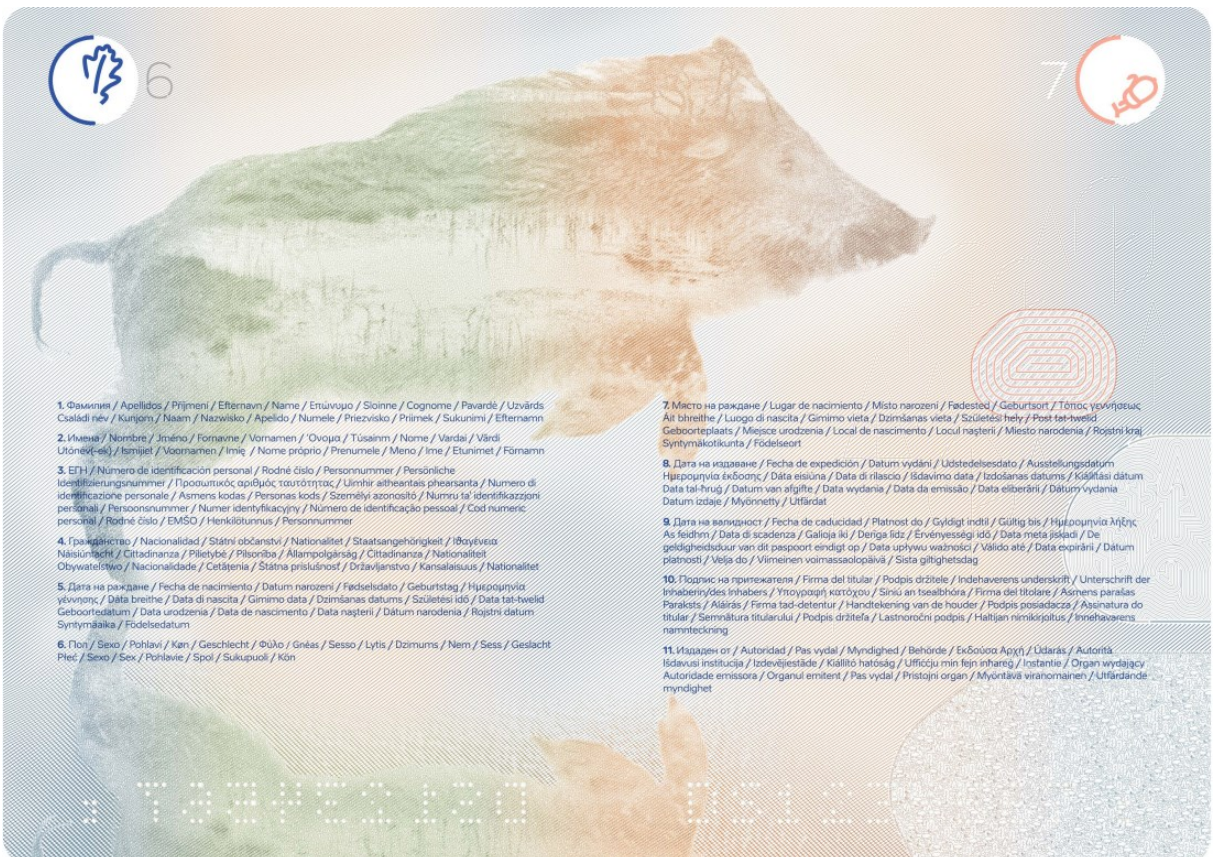 6
7
1. Фамилия / Apellidos / Příjmení / Efternavn / Name / Επώνυμο / Sloinne / Cognome / Pavardė / Uzvārds
Családi név / Kunjom / Naam / Nazwisko / Apelido / Numele / Priezvisko / Priimek / Sukunimi / Efternamn
2. Имена / Nombre / Jméno / Fornavne / Vornamen / 'Ονομα / Túsainm / Nome / Vardai / Vārdi
Utónév(-ek) / Ismijiet / Voornamen / Imię / Nome próprio / Prenumele / Meno / Ime / Etunimet / Förnamn
3. ЕГН / Número de identificación personal / Rodné číslo / Personnummer / Persönliche
Identifizierungsnummer / Προσωπικός αριθμός ταυτότητας / Uimhir aitheantais phearsanta / Numero di
identificazione personale / Asmens kodas / Personas kods / Személyi azonosító / Numru ta' identifikazzjoni
personali / Persoonsnummer / Numer identyfikacyjny / Número de identificação pessoal / Cod numeric
personal / Rodné číslo / EMŠO / Henkilötunnus / Personnummer
4. Гражданство / Nacionalidad / Státní občanství / Nationalitet / Staatsangehörigkeit / Ιθαγένεια
Náisiúntacht / Cittadinanza / Pilietybė / Pilsonība / Állampolgárság / Ċittadinanza / Nationaliteit
Obywatelstwo / Nacionalidade / Cetățenia / Štátna príslušnosť / Državljanstvo / Kansalaisuus / Nationalitet
5. Дата на раждане / Fecha de nacimiento / Datum narození / Fødselsdato / Geburtstag / Ημερομηνία
γέννησης / Dáta breithe / Data di nascita / Gimimo data / Dzimšanas datums / Születési idő / Data tat-twelid
Geboortedatum / Data urodzenia / Data de nascimento / Data nașterii / Dátum narodenia / Rojstni datum
Syntymäaika / Födelsedatum
6. Пол / Sexo / Pohlaví / Køn / Geschlecht / Φύλο / Gnéas / Sesso / Lytis / Dzimums / Nem / Sess / Geslacht
Płeć / Sexo / Sex / Pohlavie / Spol / Sukupuoli / Kön
7. Място на раждане / Lugar de nacimiento / Místo narození / Fødested / Geburtsort / Τόπος γεννήσεως
Áit bhreithe / Luogo di nascita / Gimimo vieta / Dzimšanas vieta / Születési hely / Post tat-twelid
Geboorteplaats / Miejsce urodzenia / Local de nascimento / Locul nașterii / Miesto narodenia / Rojstni kraj
Syntymäkotikunta / Födelseort
8. Дата на издаване / Fecha de expedición / Datum vydání / Udstedelsesdato / Ausstellungsdatum
Ημερομηνία έκδοσης / Dáta eisiúna / Data di rilascio / Išdavimo data / Izdošanas datums / Kiállítási dátum
Data tal-ħruġ / Datum van afgifte / Data wydania / Data da emissão / Data eliberării / Dátum vydania
Datum izdaje / Myönnetty / Utfärdat
9. Дата на валидност / Fecha de caducidad / Platnost do / Gyldigt indtil / Gültig bis / Ημερομηνία λήξης
As feidhm / Data di scadenza / Galioja iki / Derīga līdz / Érvényességi idő / Data meta jiskadi / De
geldigheidsduur van dit paspoort eindigt op / Data upływu ważności / Válido até / Data expirării / Dátum
platnosti / Velja do / Viimeinen voimassaolopäivä / Sista giltighetsdag
10. Подпис на притежателя / Firma del titular / Podpis držitele / Indehaverens underskrift / Unterschrift der
Inhaberin/des Inhabers / Υπογραφή κατόχου / Síniú an tsealbhóra / Firma del titolare / Asmens parašas
Paraksts / Aláírás / Firma tad-detentur / Handtekening van de houder / Podpis posiadacza / Assinatura do
titular / Semnătura titularului / Podpis držiteľa / Lastnoročni podpis / Haltijan nimikirjoitus / Innehavarens
namnteckning
11. Издаден от / Autoridad / Pas vydal / Myndighed / Behörde / Εκδούσα Αρχή / Údarás / Autorità
Išdavusi institucija / Izdevējiestāde / Kiállító hatóság / Uffiċċju min fejn inħareġ / Instantie / Organ wydający
Autoridade emissora / Organul emitent / Pas vydal / Pristojni organ / Myöntävä viranomainen / Utfärdande
myndighet